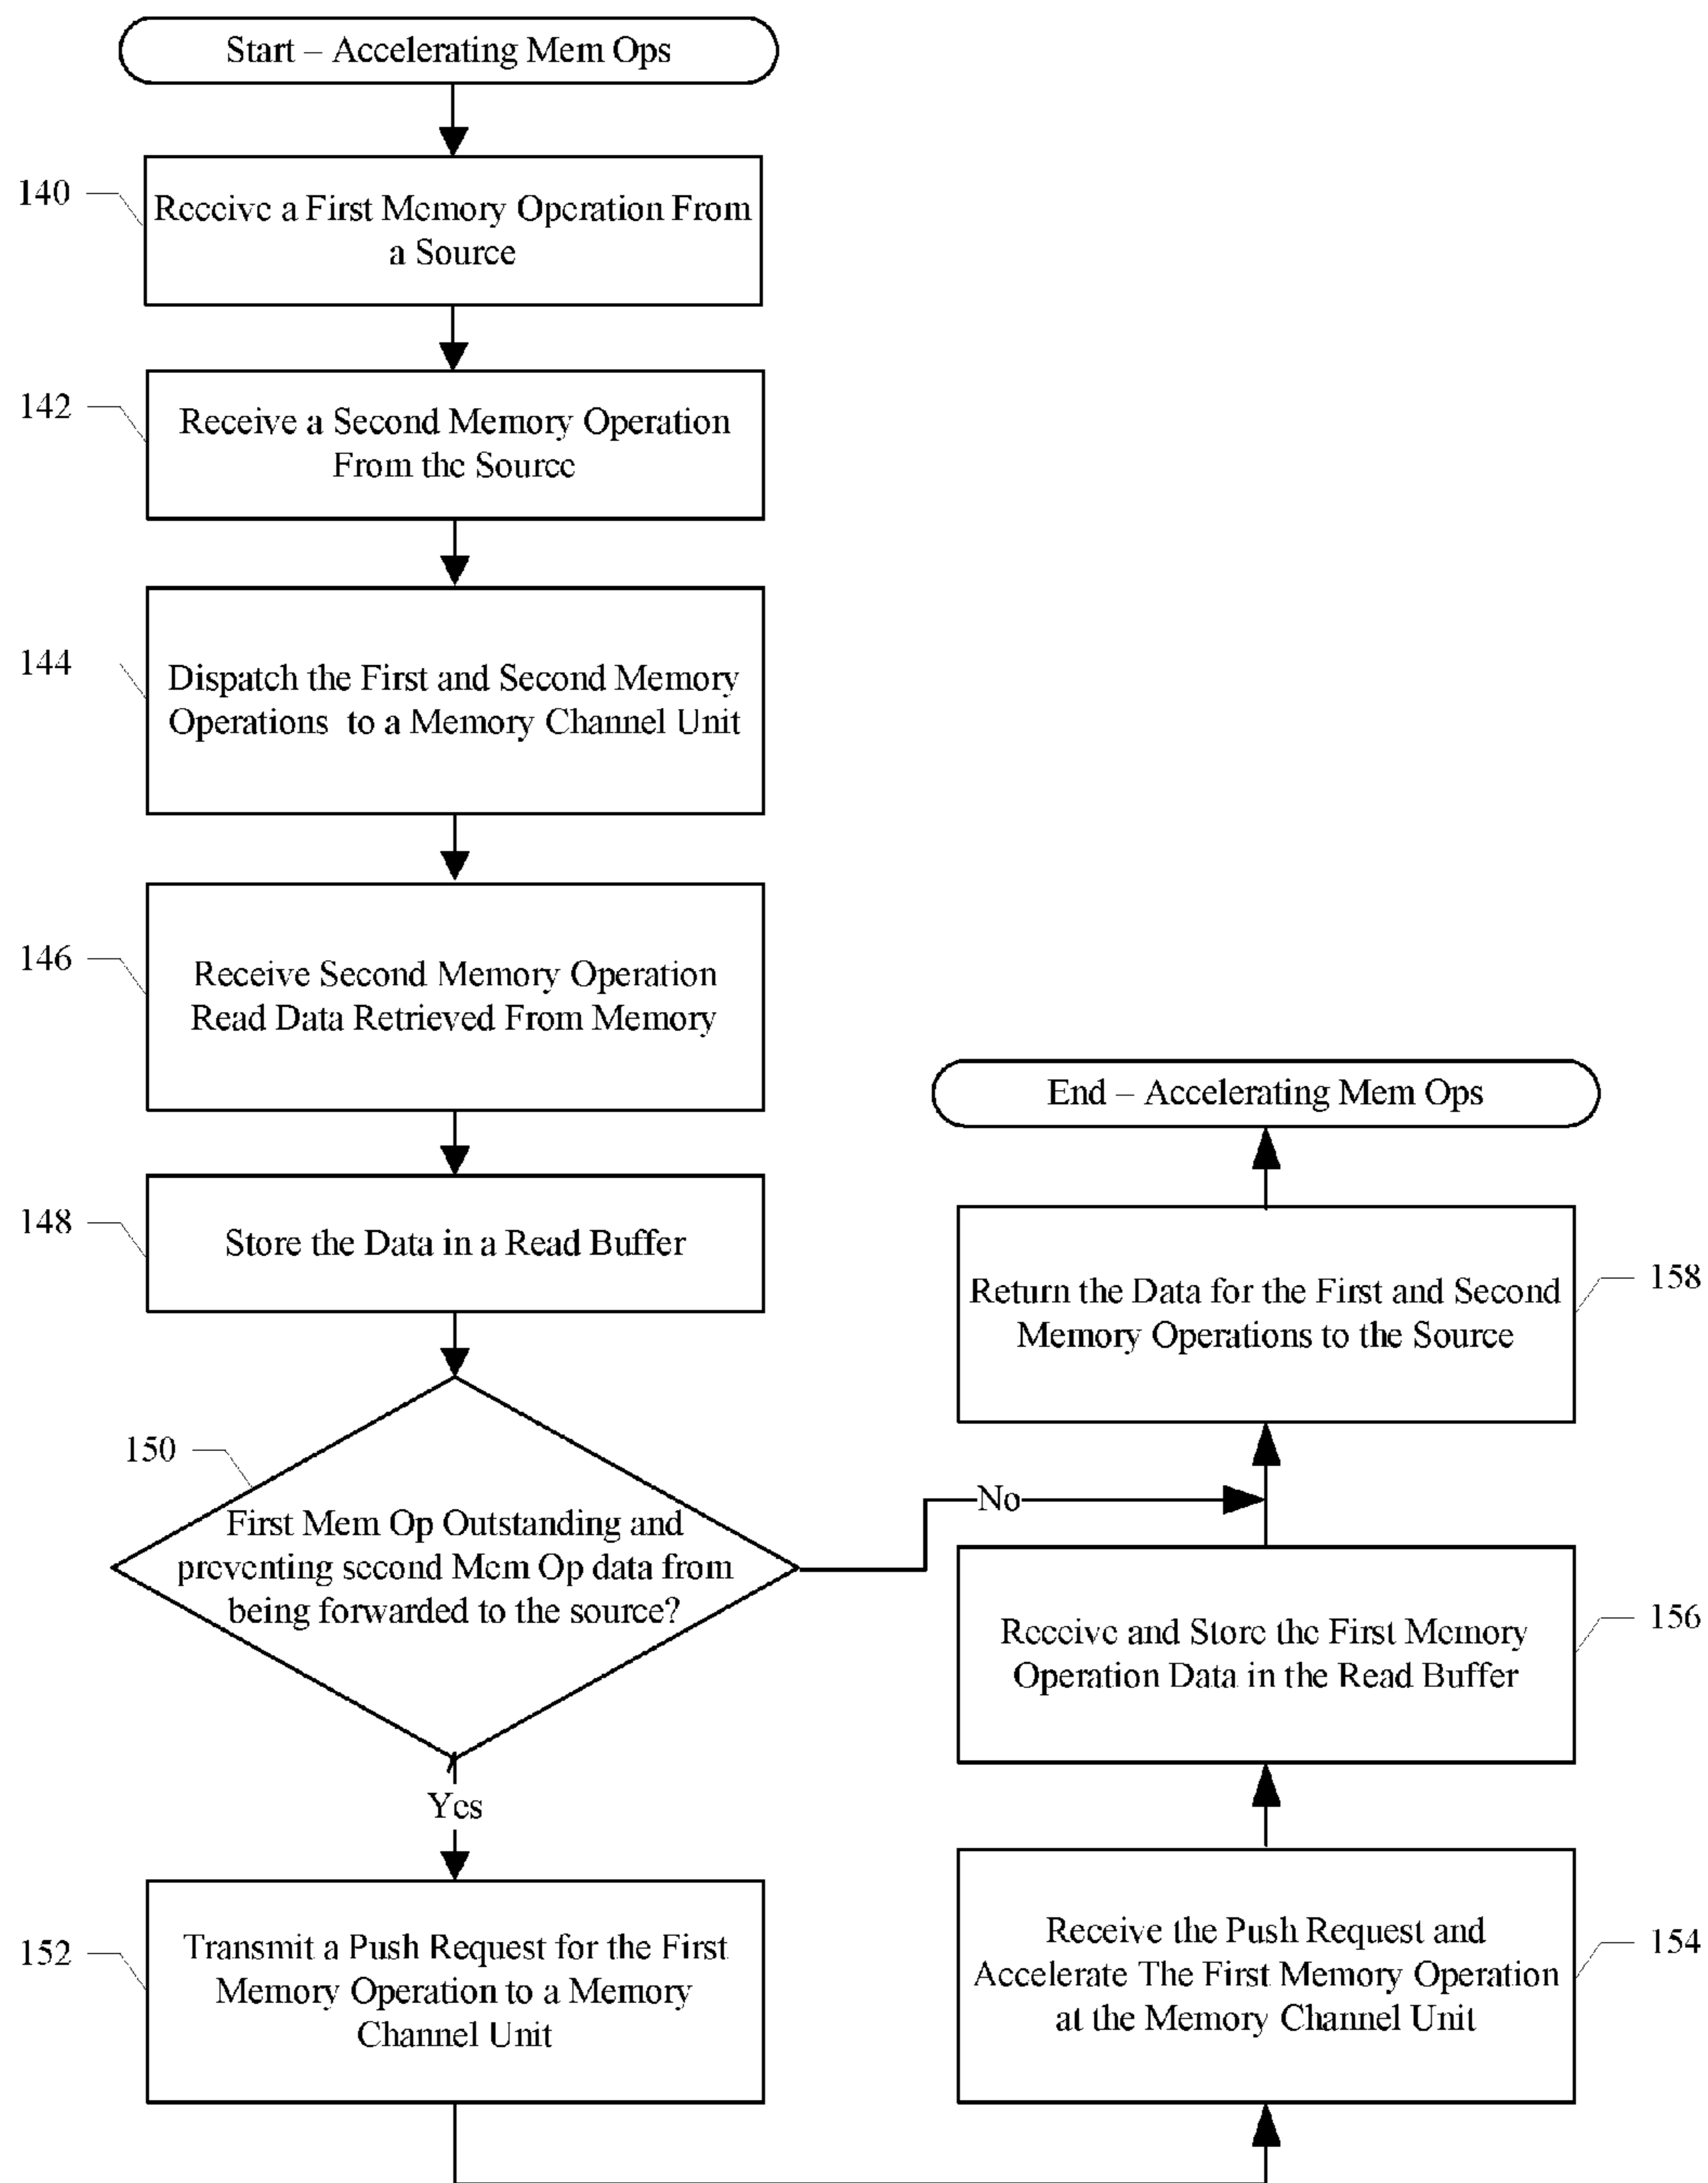 Start – Accelerating Mem Ops
140
Receive a First Memory Operation From
a Source
142
Receive a Second Memory Operation
From the Source
144
Dispatch the First and Second Memory
Operations to a Memory Channel Unit
146
Receive Second Memory Operation
Read Data Retrieved From Memory
148
Store the Data in a Read Buffer
150
First Mem Op Outstanding and
preventing second Mem Op data from
being forwarded to the source?
No
Yes
152
Transmit a Push Request for the First
Memory Operation to a Memory
Channel Unit
154
Receive the Push Request and
Accelerate The First Memory Operation
at the Memory Channel Unit
156
Receive and Store the First Memory
Operation Data in the Read Buffer
158
Return the Data for the First and Second
Memory Operations to the Source
End – Accelerating Mem Ops